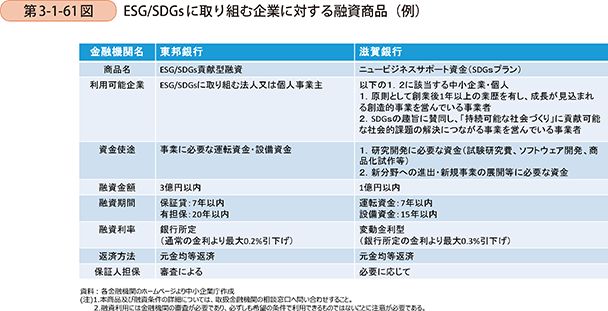 第3-1-61図 ESG/SDGsに取り組む企業に対する融資商品（例）
金融機関名 東邦銀行 滋賀銀行
商品名 ESG/SDGS貢献型融資 ニュービジネスサポート資金（SDGsプラン）
利用可能企業 ESG/SDGsに取り組む法人又は個人事業主 以下の1．2に該当する中小企業・個人
1．原則として創業後1年以上の業歴を有し、成長が見込まれ
る創造的事業を営んでいる事業者
2．SDGsの趣旨に賛同し、「持続可能な社会づくり」に貢献可能
な社会的課題の解決につながる事業を営んでいる事業者
資金使途 事業に必要な運転資金・設備資金 1．研究開発に必要な資金（試験研究費、ソフトウェア開発、商
品化試作等）
2．新分野への進出・新規事業の展開等に必要な資金
融資金額 3億円以内 1億円以内
融資期間 保証貸：7年以内 運転資金：7年以内
有担保：20年以内 設備資金：15年以内
融資利率 銀行所定 変動金利型
（通常の金利より最大0.2%引下げ） （銀行所定の金利より最大0.3%引下げ）
返済方法 元金均等返済 元金均等返済
保証人担保 審査による 必要に応じて
資料：各金融機関のホームページより中小企業庁作成
（注）1.本商品及び融資条件の詳細については、取扱金融機関の相談窓口へ問い合わせすること。
2.融資利用には金融機関の審査が必要であり、必ずしも希望の条件で利用できるものではないことに注意が必要である。